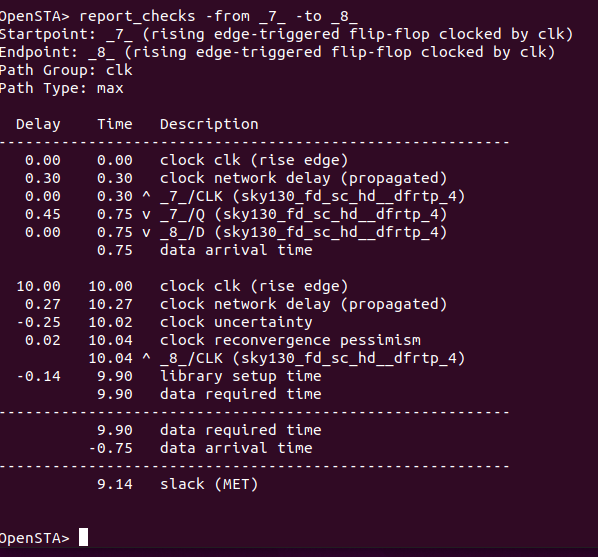 OpenSTA> report_checks -from _7_ -to _8_
Startpoint: _7_ (rising edge-triggered flip-flop clocked by clk)
Endpoint: _8_ (rising edge-triggered flip-flop clocked by clk)
Path Group: clk
Path Type: max
  Delay    Time   Description
---------------------------------------------------------
   0.00    0.00   clock clk (rise edge)
   0.30    0.30   clock network delay (propagated)
   0.00    0.30 ^ _7_/CLK (sky130_fd_sc_hd__dfrtp_4)
   0.45    0.75 v _7_/Q (sky130_fd_sc_hd__dfrtp_4)
   0.00    0.75 v _8_/D (sky130_fd_sc_hd__dfrtp_4)
           0.75   data arrival time
  10.00   10.00   clock clk (rise edge)
   0.27   10.27   clock network delay (propagated)
  -0.25   10.02   clock uncertainty
   0.02   10.04   clock reconvergence pessimism
          10.04 ^ _8_/CLK (sky130_fd_sc_hd__dfrtp_4)
  -0.14    9.90   library setup time
           9.90   data required time
---------------------------------------------------------
           9.90   data required time
          -0.75   data arrival time
---------------------------------------------------------
           9.14   slack (MET)
OpenSTA>